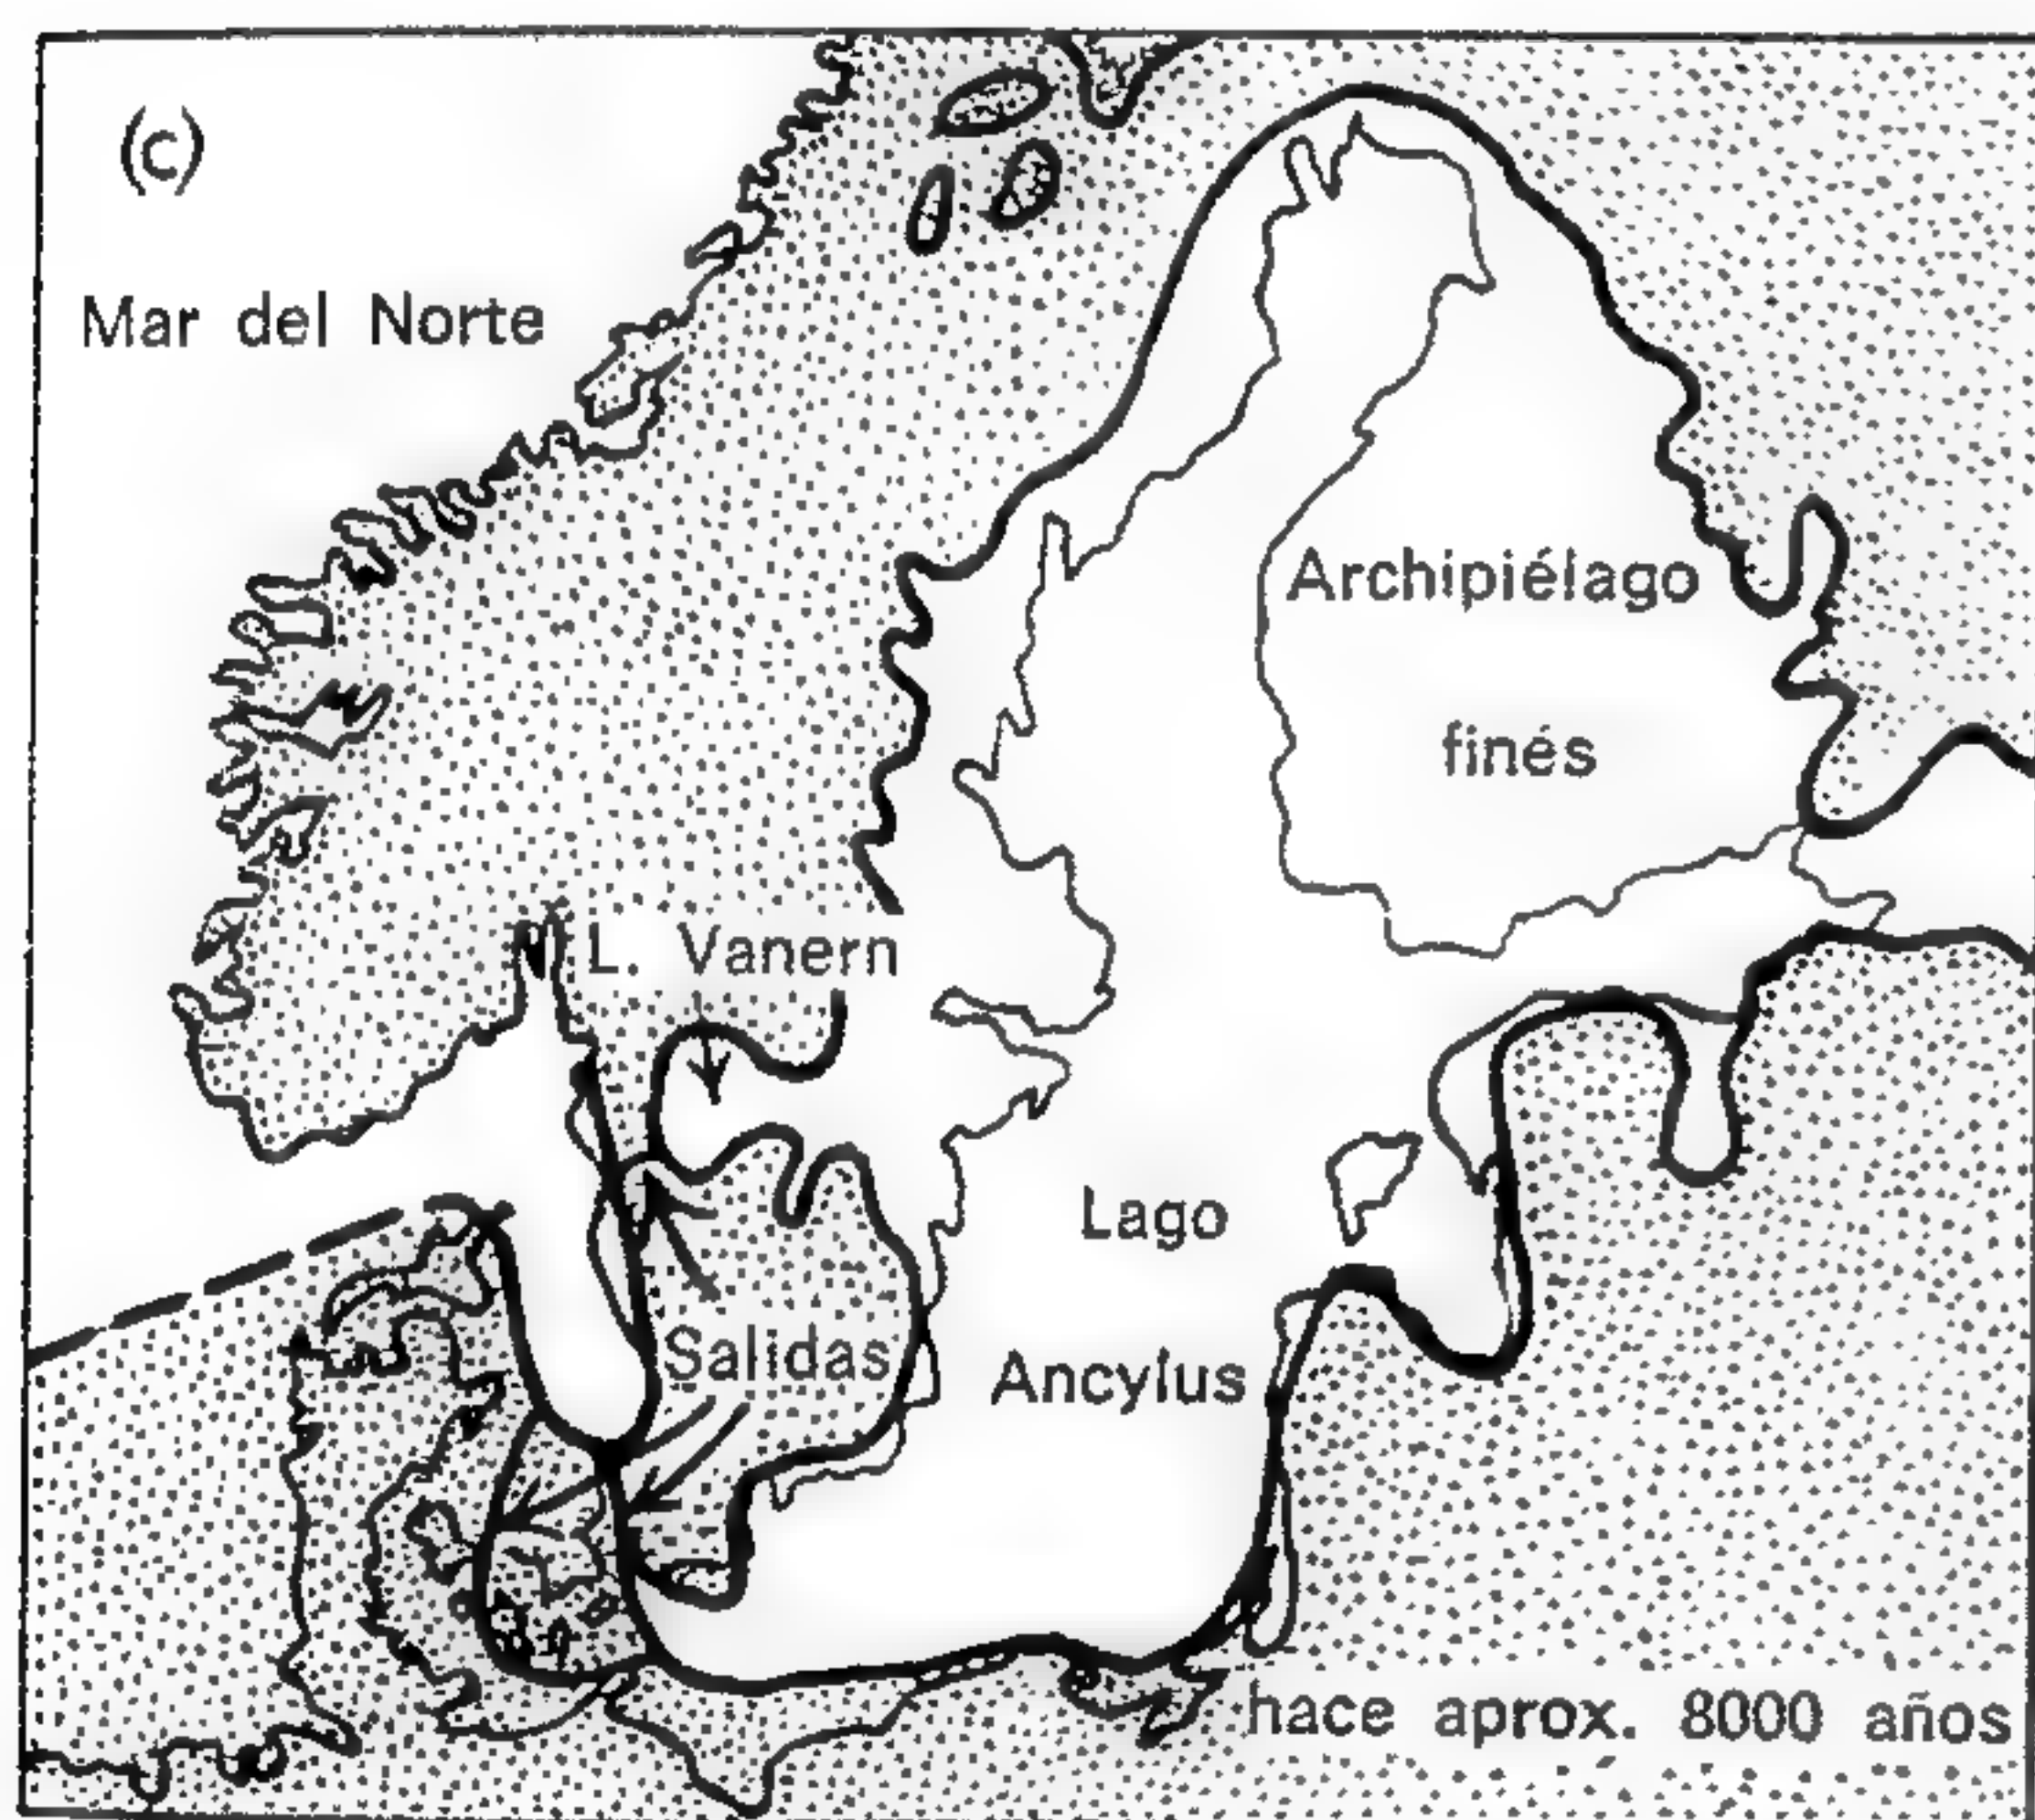 (c)
Mar del Norte
Archipiélago
finés
L. Vanern
Lago
Salidas
Ancylus
hace aprox. 8000 años